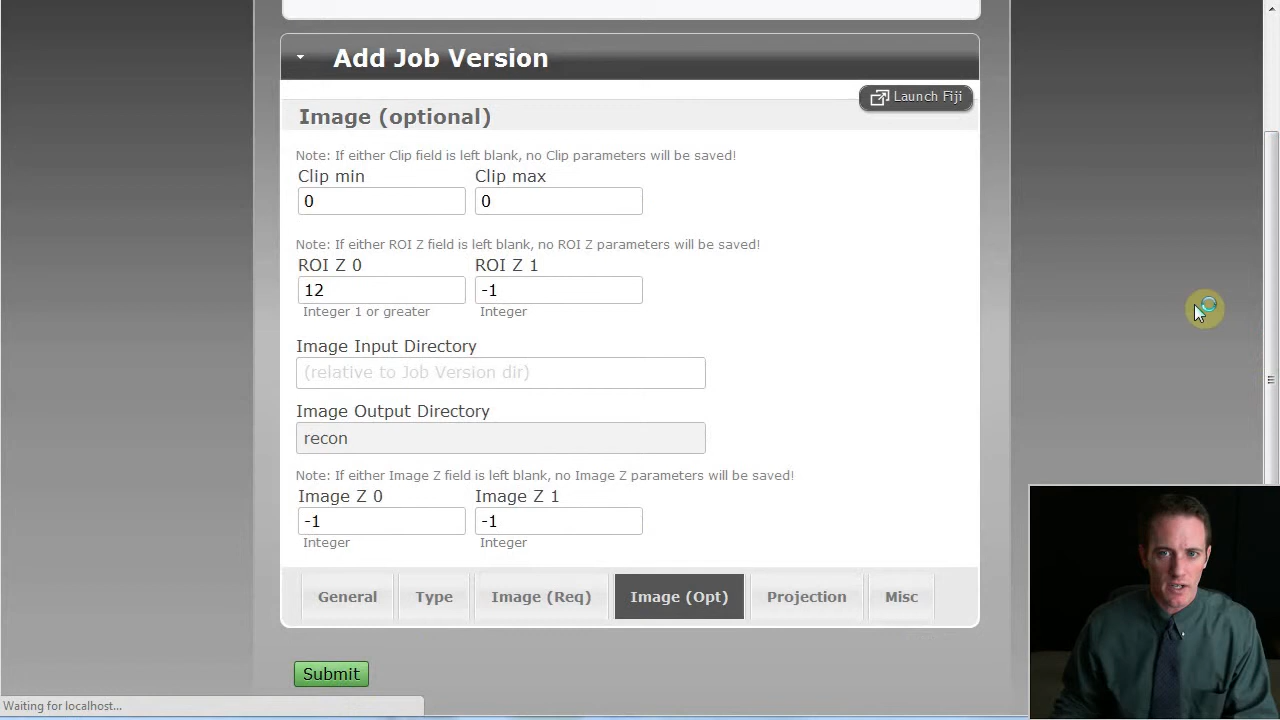 Add Job Version
Launch Fiji
Image (optional)
Note: If either Clip field is left blank, no Clip parameters will be saved!
Clip min Clip max
0 0
Note: If either ROI Z field is left blank, no ROI Z parameters will be saved!
ROI Z 0 ROI Z 1
12 -1
Integer 1 or greater Integer
Image Input Directory
(relative to Job Version dir)
Image Output Directory
recon
Note: If either Image Z field is left blank, no Image Z parameters will be saved!
Image Z 0 Image Z 1
-1 -1
Integer Integer
General Type Image (Req) Image (Opt) Projection Misc
Submit
Waiting for localhost...